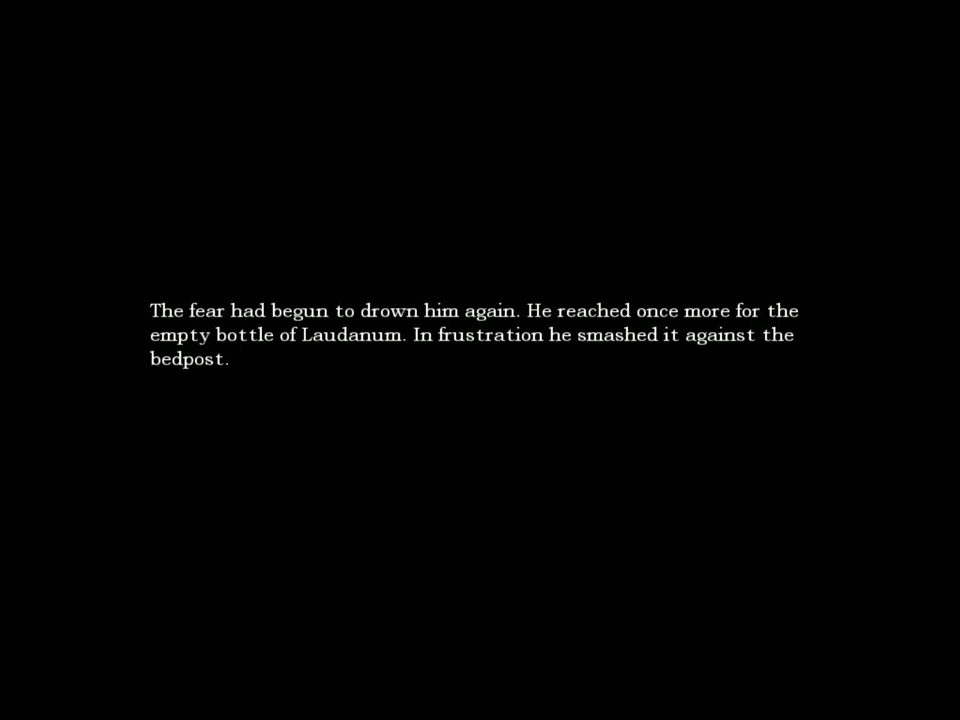 The fear had begun to drown him again. He reached once more for the
empty bottle of Laudanum. In frustration he smashed it against the
bedpost.